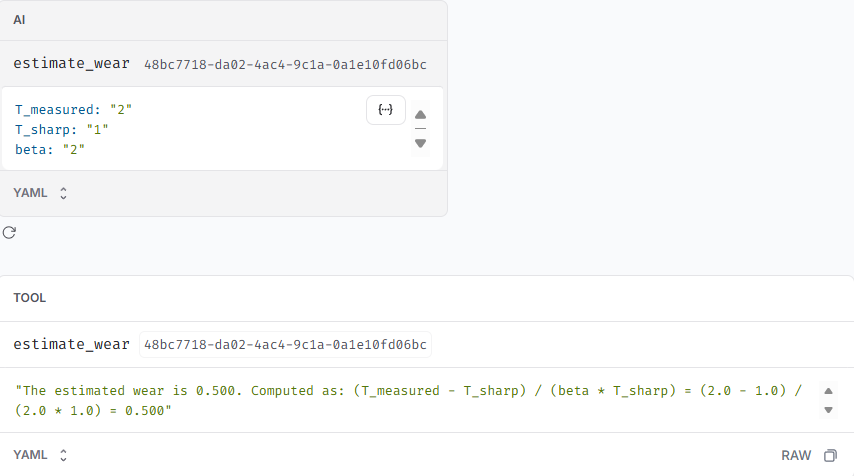 AI
estimate_wear 48bc7718-da02-4ac4-9c1a-0a1e10fd06bc
T_measured: "2"
{···}
T_sharp: "1"
beta: "2"
YAML
TOOL
estimate_wear 48bc7718-da02-4ac4-9c1a-0a1e10fd06bc
"The estimated wear is 0.500. Computed as: (T_measured - T_sharp) / (beta * T_sharp) = (2.0 - 1.0) /
(2.0 * 1.0) = 0.500"
YAML RAW